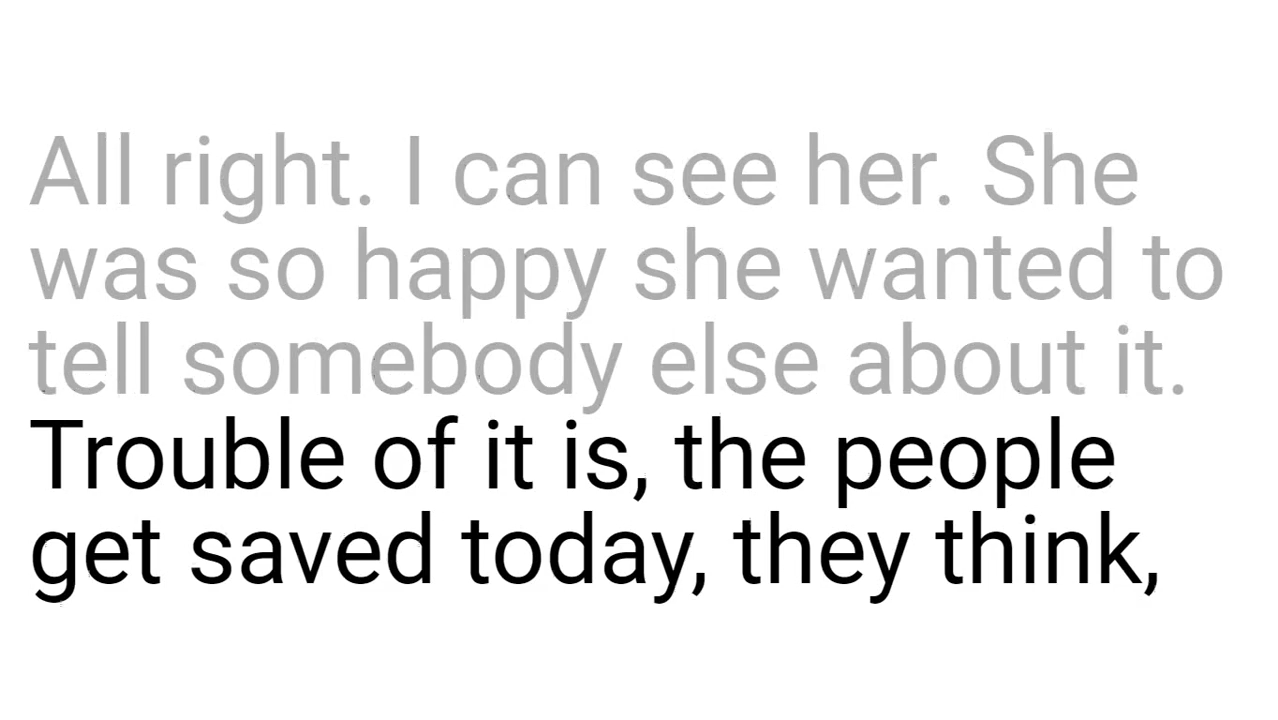 All right. I can see her. She
was so happy she wanted to
tell somebody else about it.
Trouble of it is, the people
get saved today, they think,